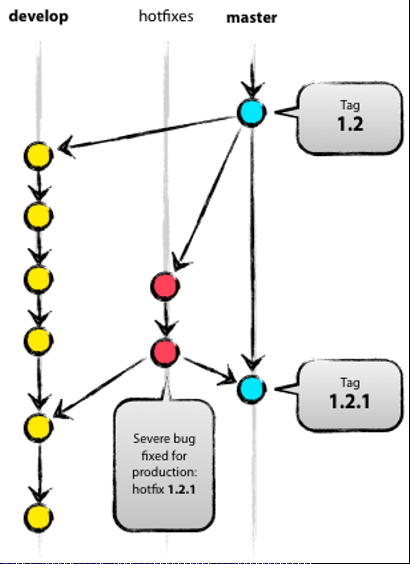 develop
hotfixes
master
Tag
1.2
Tag
1.2.1
Severe bug
fixed for
production:
hotfix 1.2.1